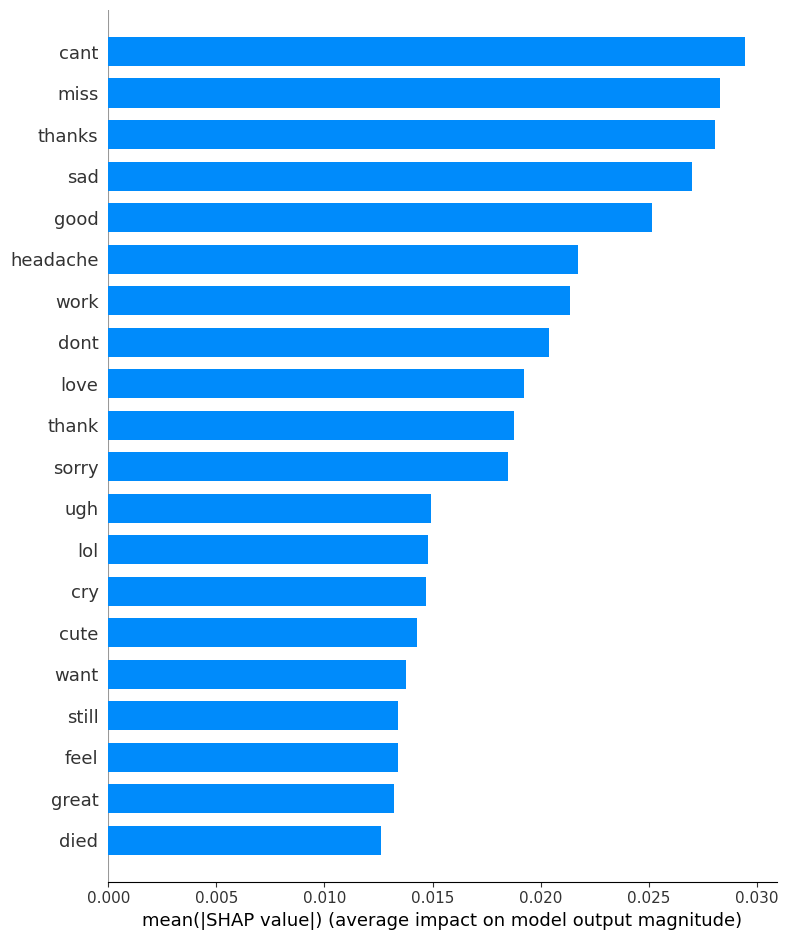 cant
miss
thanks
sad
good
headache
work
dont
love
thank
sorry
ugh
lol
cry
cute
want
still
feel
great
died
0.000 0.005 0.010 0.015 0.020 0.025 0.030
mean(|SHAP value|) (average impact on model output magnitude)